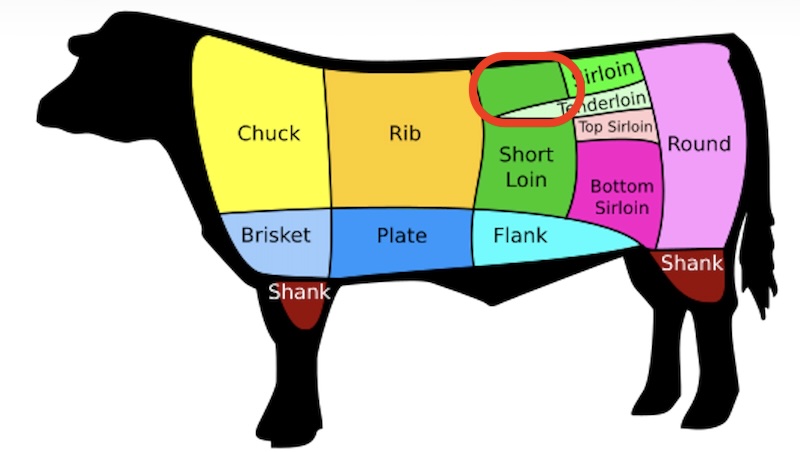 Sirloin
Tenderloin
Chuck
Rib
Top Sirloin
Round
Short
Loin
Bottom
Sirloin
Brisket
Plate
Flank
Shank
Shank